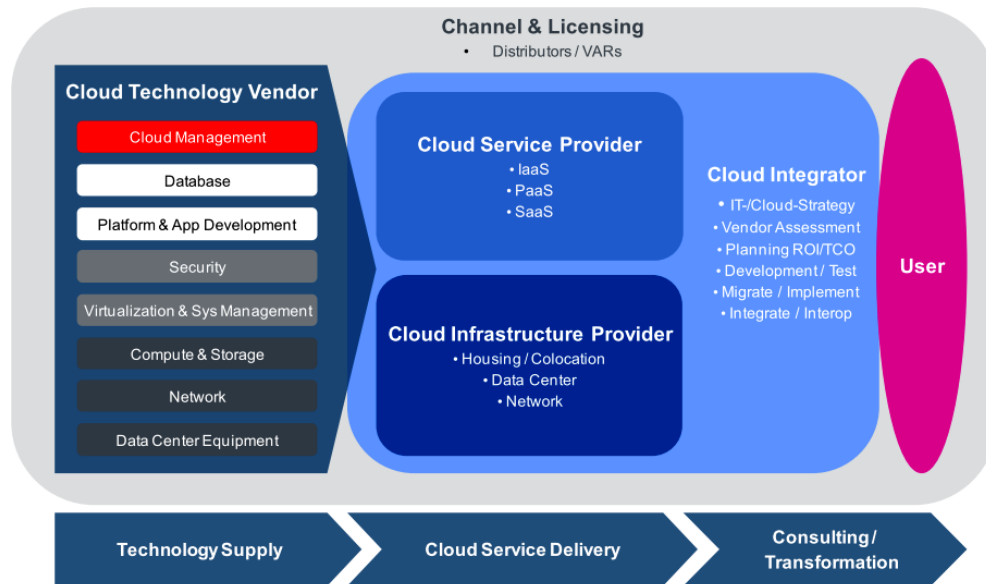 Channel & Licensing
• Distributors / VARs
Cloud Technology Vendor
Cloud Management
Database
Platform & App Development
Security
Virtualization & Sys Management
Compute & Storage
Network
Data Center Equipment
Cloud Service Provider
• IaaS
• PaaS
• SaaS
Cloud Infrastructure Provider
• Housing / Colocation
• Data Center
• Network
Cloud Integrator
• IT-/Cloud-Strategy
• Vendor Assessment
• Planning ROI/TCO
• Development / Test
• Migrate / Implement
• Integrate / Interop
User
Technology Supply
Cloud Service Delivery
Consulting /
Transformation